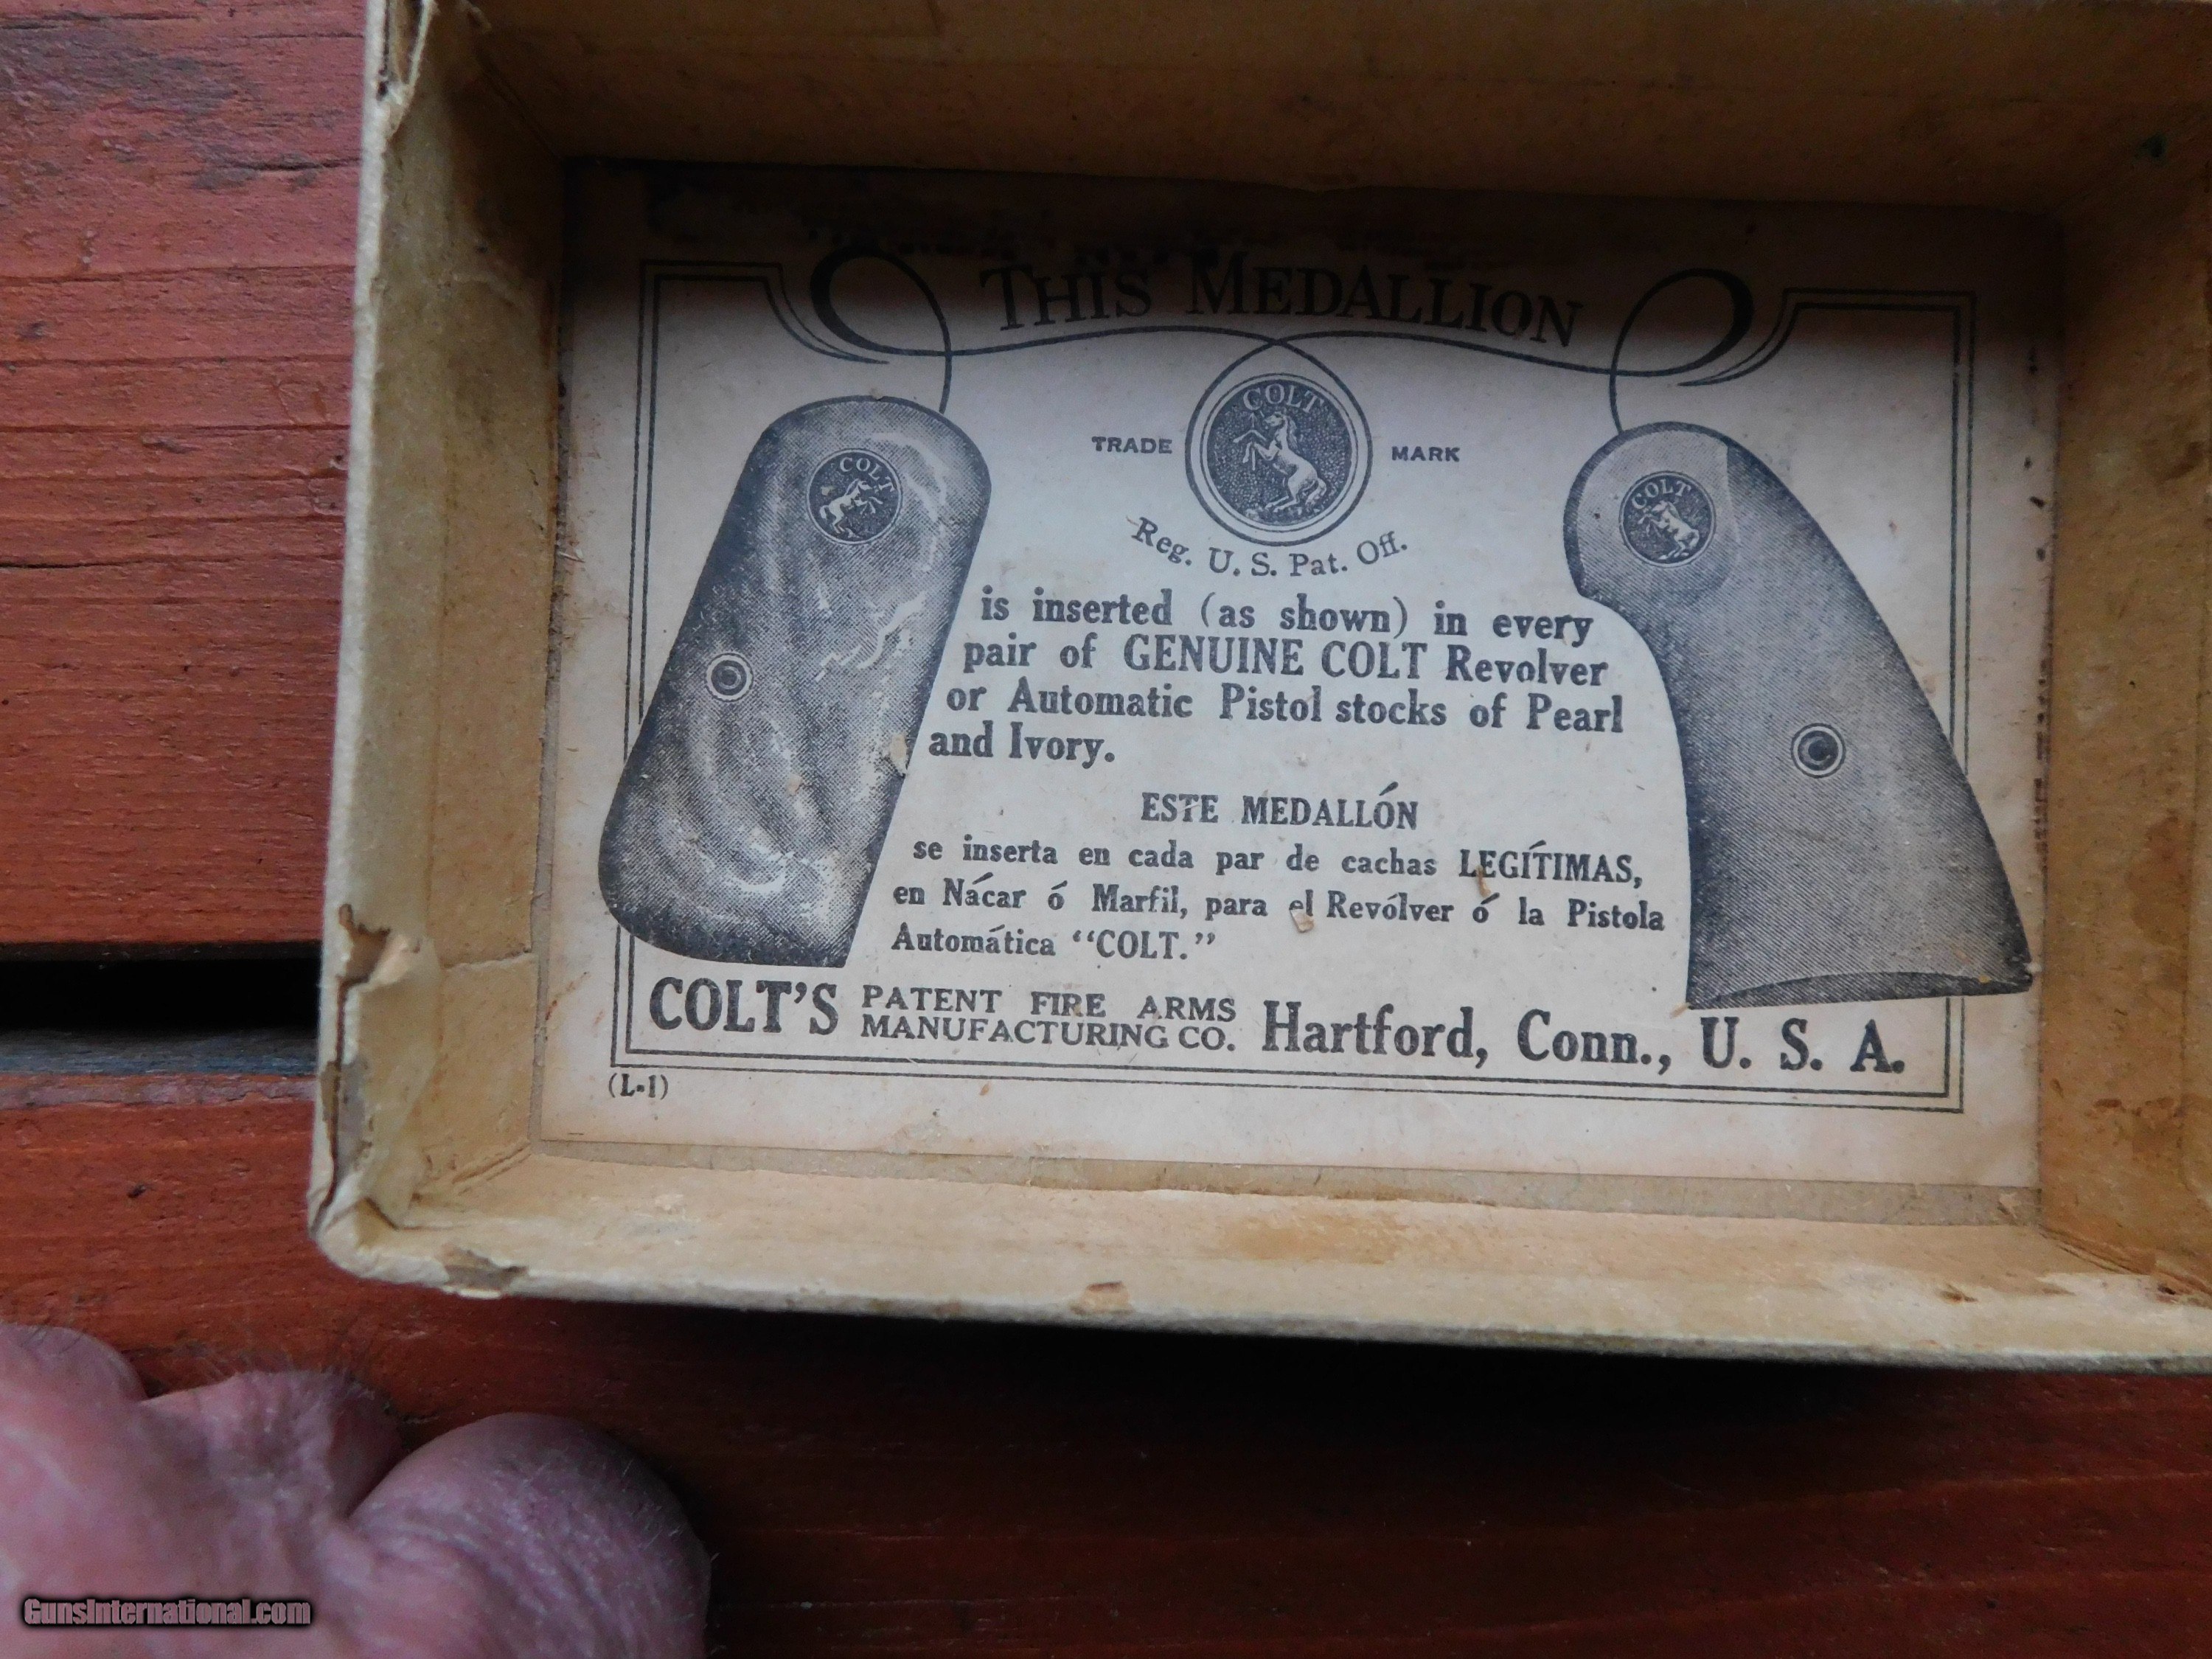 THIS MEDALLION
COLT
TRADE MARK
COLT
COLT
Reg. U. S. Pat. Off.
is inserted (as shown) in every
pair of GENUINE COLT Revolver
or Automatic Pistol stocks of Pearl
and Ivory.
ESTE MEDALLÓN
se inserta en cada par de cachas LEGÍTIMAS,
en Nácar ó Marfil, para el Revólver ó la Pistola
Automática "COLT."
COLT'S PATENT FIRE ARMS
MANUFACTURING CO. Hartford, Conn., U. S. A.
(L-1)
GunsInternational.com